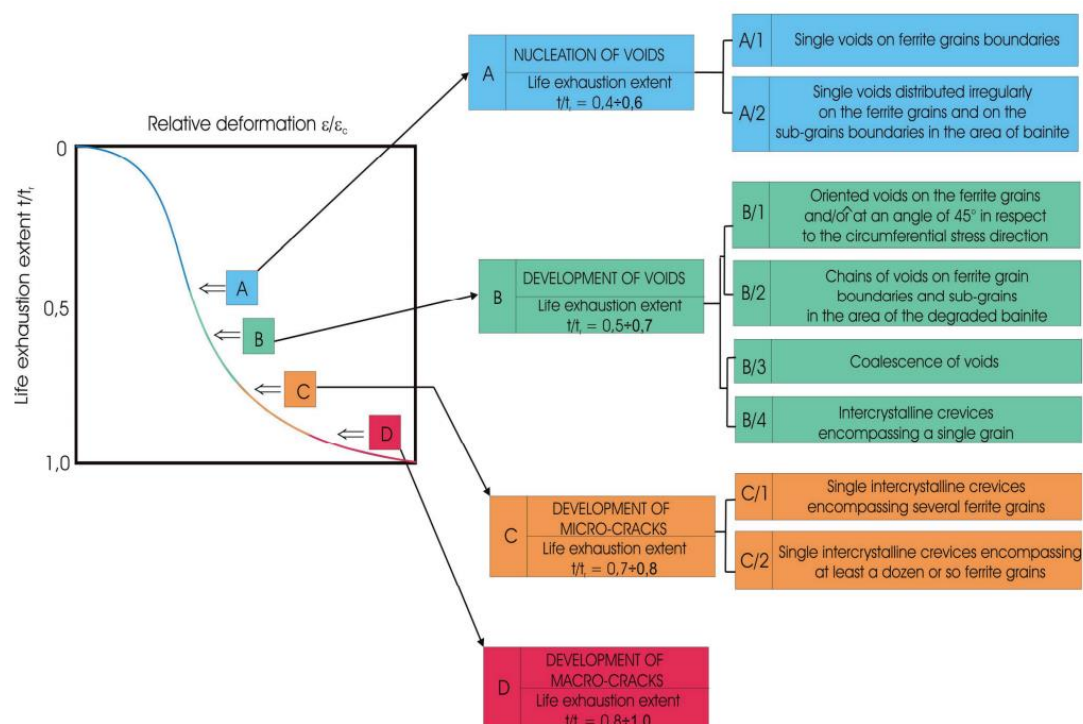 Relative deformation ε/εc
Life exhaustion extent t/tr
0
0,5
1,0
A
B
C
D
A
NUCLEATION OF VOIDS
Life exhaustion extent
t/tr = 0,4÷0,6
A/1
Single voids on ferrite grains boundaries
A/2
Single voids distributed irregularly
on the ferrite grains and on the
sub-grains boundaries in the area of bainite
B
DEVELOPMENT OF VOIDS
Life exhaustion extent
t/tr = 0,5÷0,7
B/1
Oriented voids on the ferrite grains
and/or^ at an angle of 45° in respect
to the circumferential stress direction
B/2
Chains of voids on ferrite grain
boundaries and sub-grains
in the area of the degraded bainite
B/3
Coalescence of voids
B/4
Intercrystalline crevices
encompassing a single grain
C
DEVELOPMENT OF
MICRO-CRACKS
Life exhaustion extent
t/tr = 0,7÷0,8
C/1
Single intercrystalline crevices
encompassing several ferrite grains
C/2
Single intercrystalline crevices encompassing
at least a dozen or so ferrite grains
D
DEVELOPMENT OF
MACRO-CRACKS
Life exhaustion extent
t/tr = 0,8÷1,0